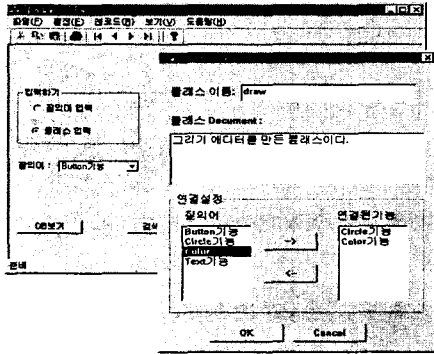 파일(F) 편집(E) 레코드(R) 보기(V) 도움말(H)
입력하기
질의어 입력
클래스 입력
질의어 : Button기능
DB보기 검색
준비
클래스 이름: draw
클래스 Document :
그리기 에디터를 만든 클래스이다.
연결설정
질의어 연결된기능
Button기능
Circle기능
Color
Text기능
->
<-
Circle기능
Color기능
OK Cancel